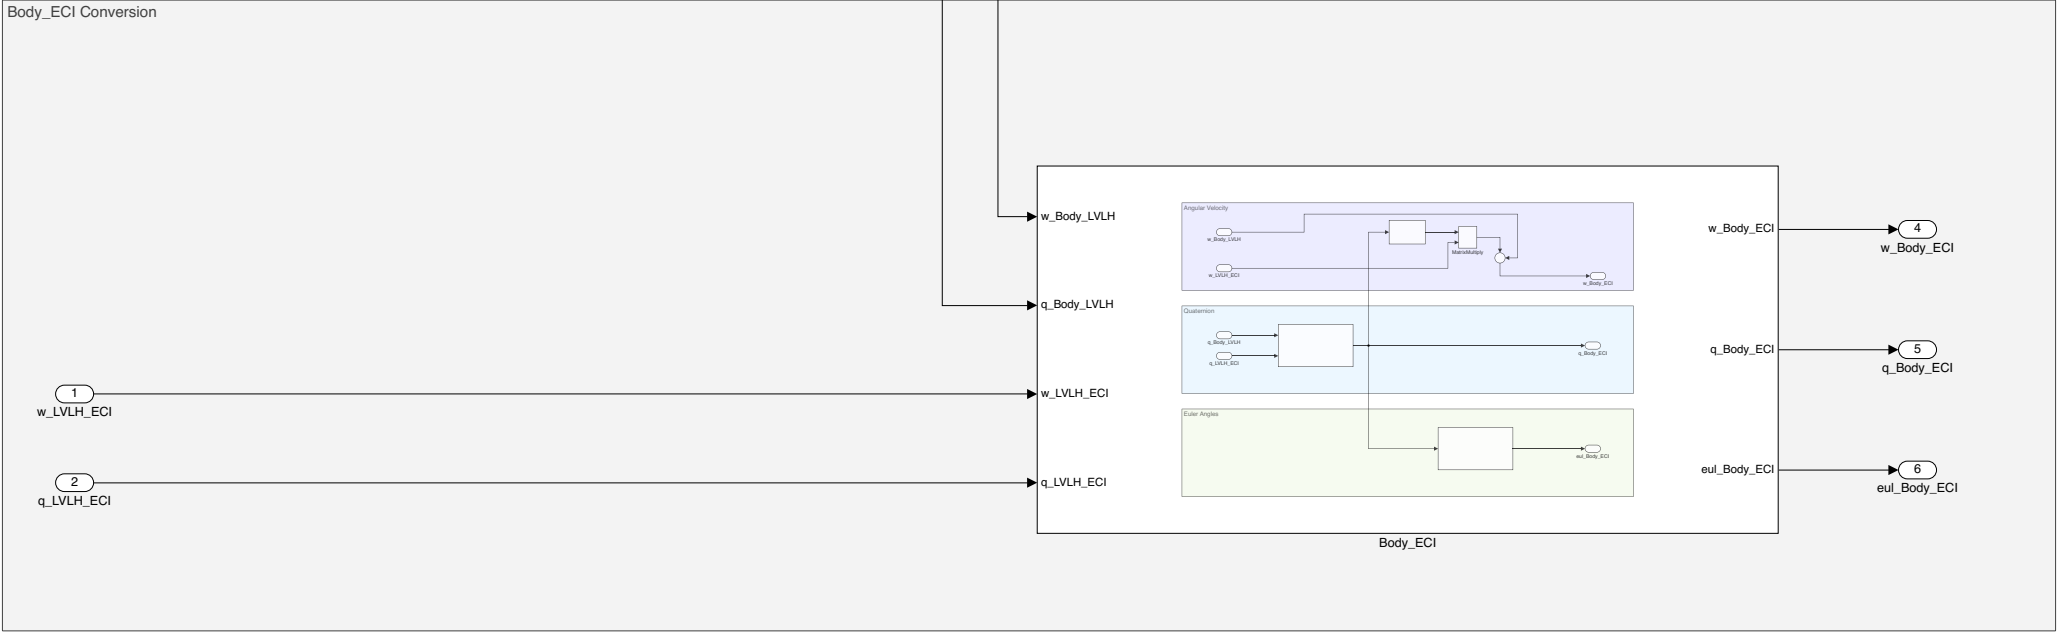 Body_ECI Conversion
w_Body_LVLH
q_Body_LVLH
w_LVLH_ECI
q_LVLH_ECI
1
w_LVLH_ECI
2
q_LVLH_ECI
Angular Velocity
w_Body_LVLH
w_LVLH_ECI
MatrixMultiply
w_Body_ECI
Quaternion
q_Body_LVLH
q_LVLH_ECI
q_Body_ECI
Euler Angles
eul_Body_ECI
w_Body_ECI
q_Body_ECI
eul_Body_ECI
4
w_Body_ECI
5
q_Body_ECI
6
eul_Body_ECI
Body_ECI